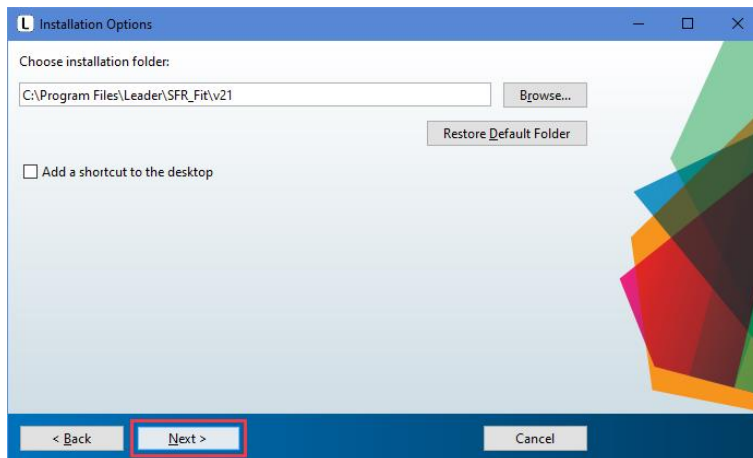 L Installation Options
Choose installation folder:
C:\Program Files\Leader\SFR_Fit\v21
Browse...
Restore Default Folder
Add a shortcut to the desktop
< Back Next > Cancel